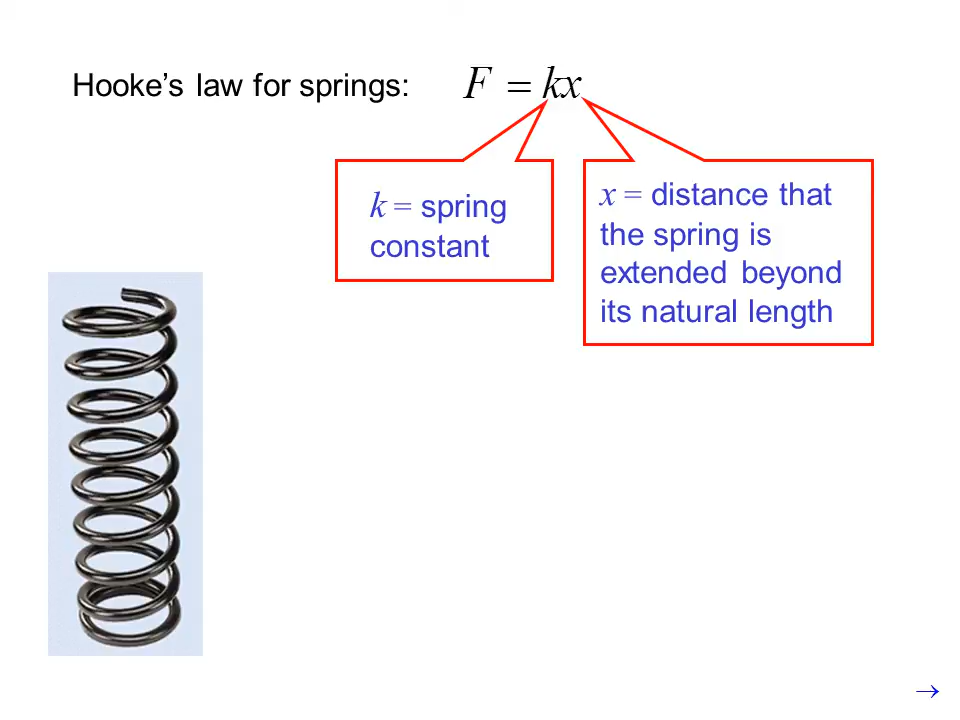 Hooke’s law for springs: F = kx
k = spring
constant
x = distance that
the spring is
extended beyond
its natural length
→